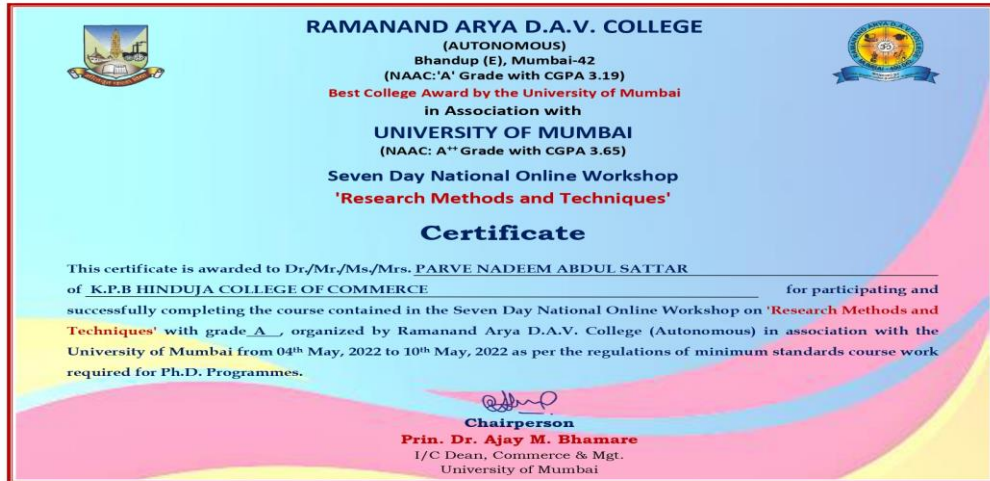 RAMANAND ARYA D.A.V. COLLEGE
(AUTONOMOUS)
Bhandup (E), Mumbai-42
(NAAC:'A' Grade with CGPA 3.19)
Best College Award by the University of Mumbai
in Association with
UNIVERSITY OF MUMBAI
(NAAC: A++ Grade with CGPA 3.65)
Seven Day National Online Workshop
'Research Methods and Techniques'
Certificate
This certificate is awarded to Dr./Mr./Ms./Mrs. PARVE NADEEM ABDUL SATTAR
of K.P.B HINDUJA COLLEGE OF COMMERCE for participating and
successfully completing the course contained in the Seven Day National Online Workshop on 'Research Methods and
Techniques' with grade A , organized by Ramanand Arya D.A.V. College (Autonomous) in association with the
University of Mumbai from 04th May, 2022 to 10th May, 2022 as per the regulations of minimum standards course work
required for Ph.D. Programmes.
Chairperson
Prin. Dr. Ajay M. Bhamare
I/C Dean, Commerce & Mgt.
University of Mumbai